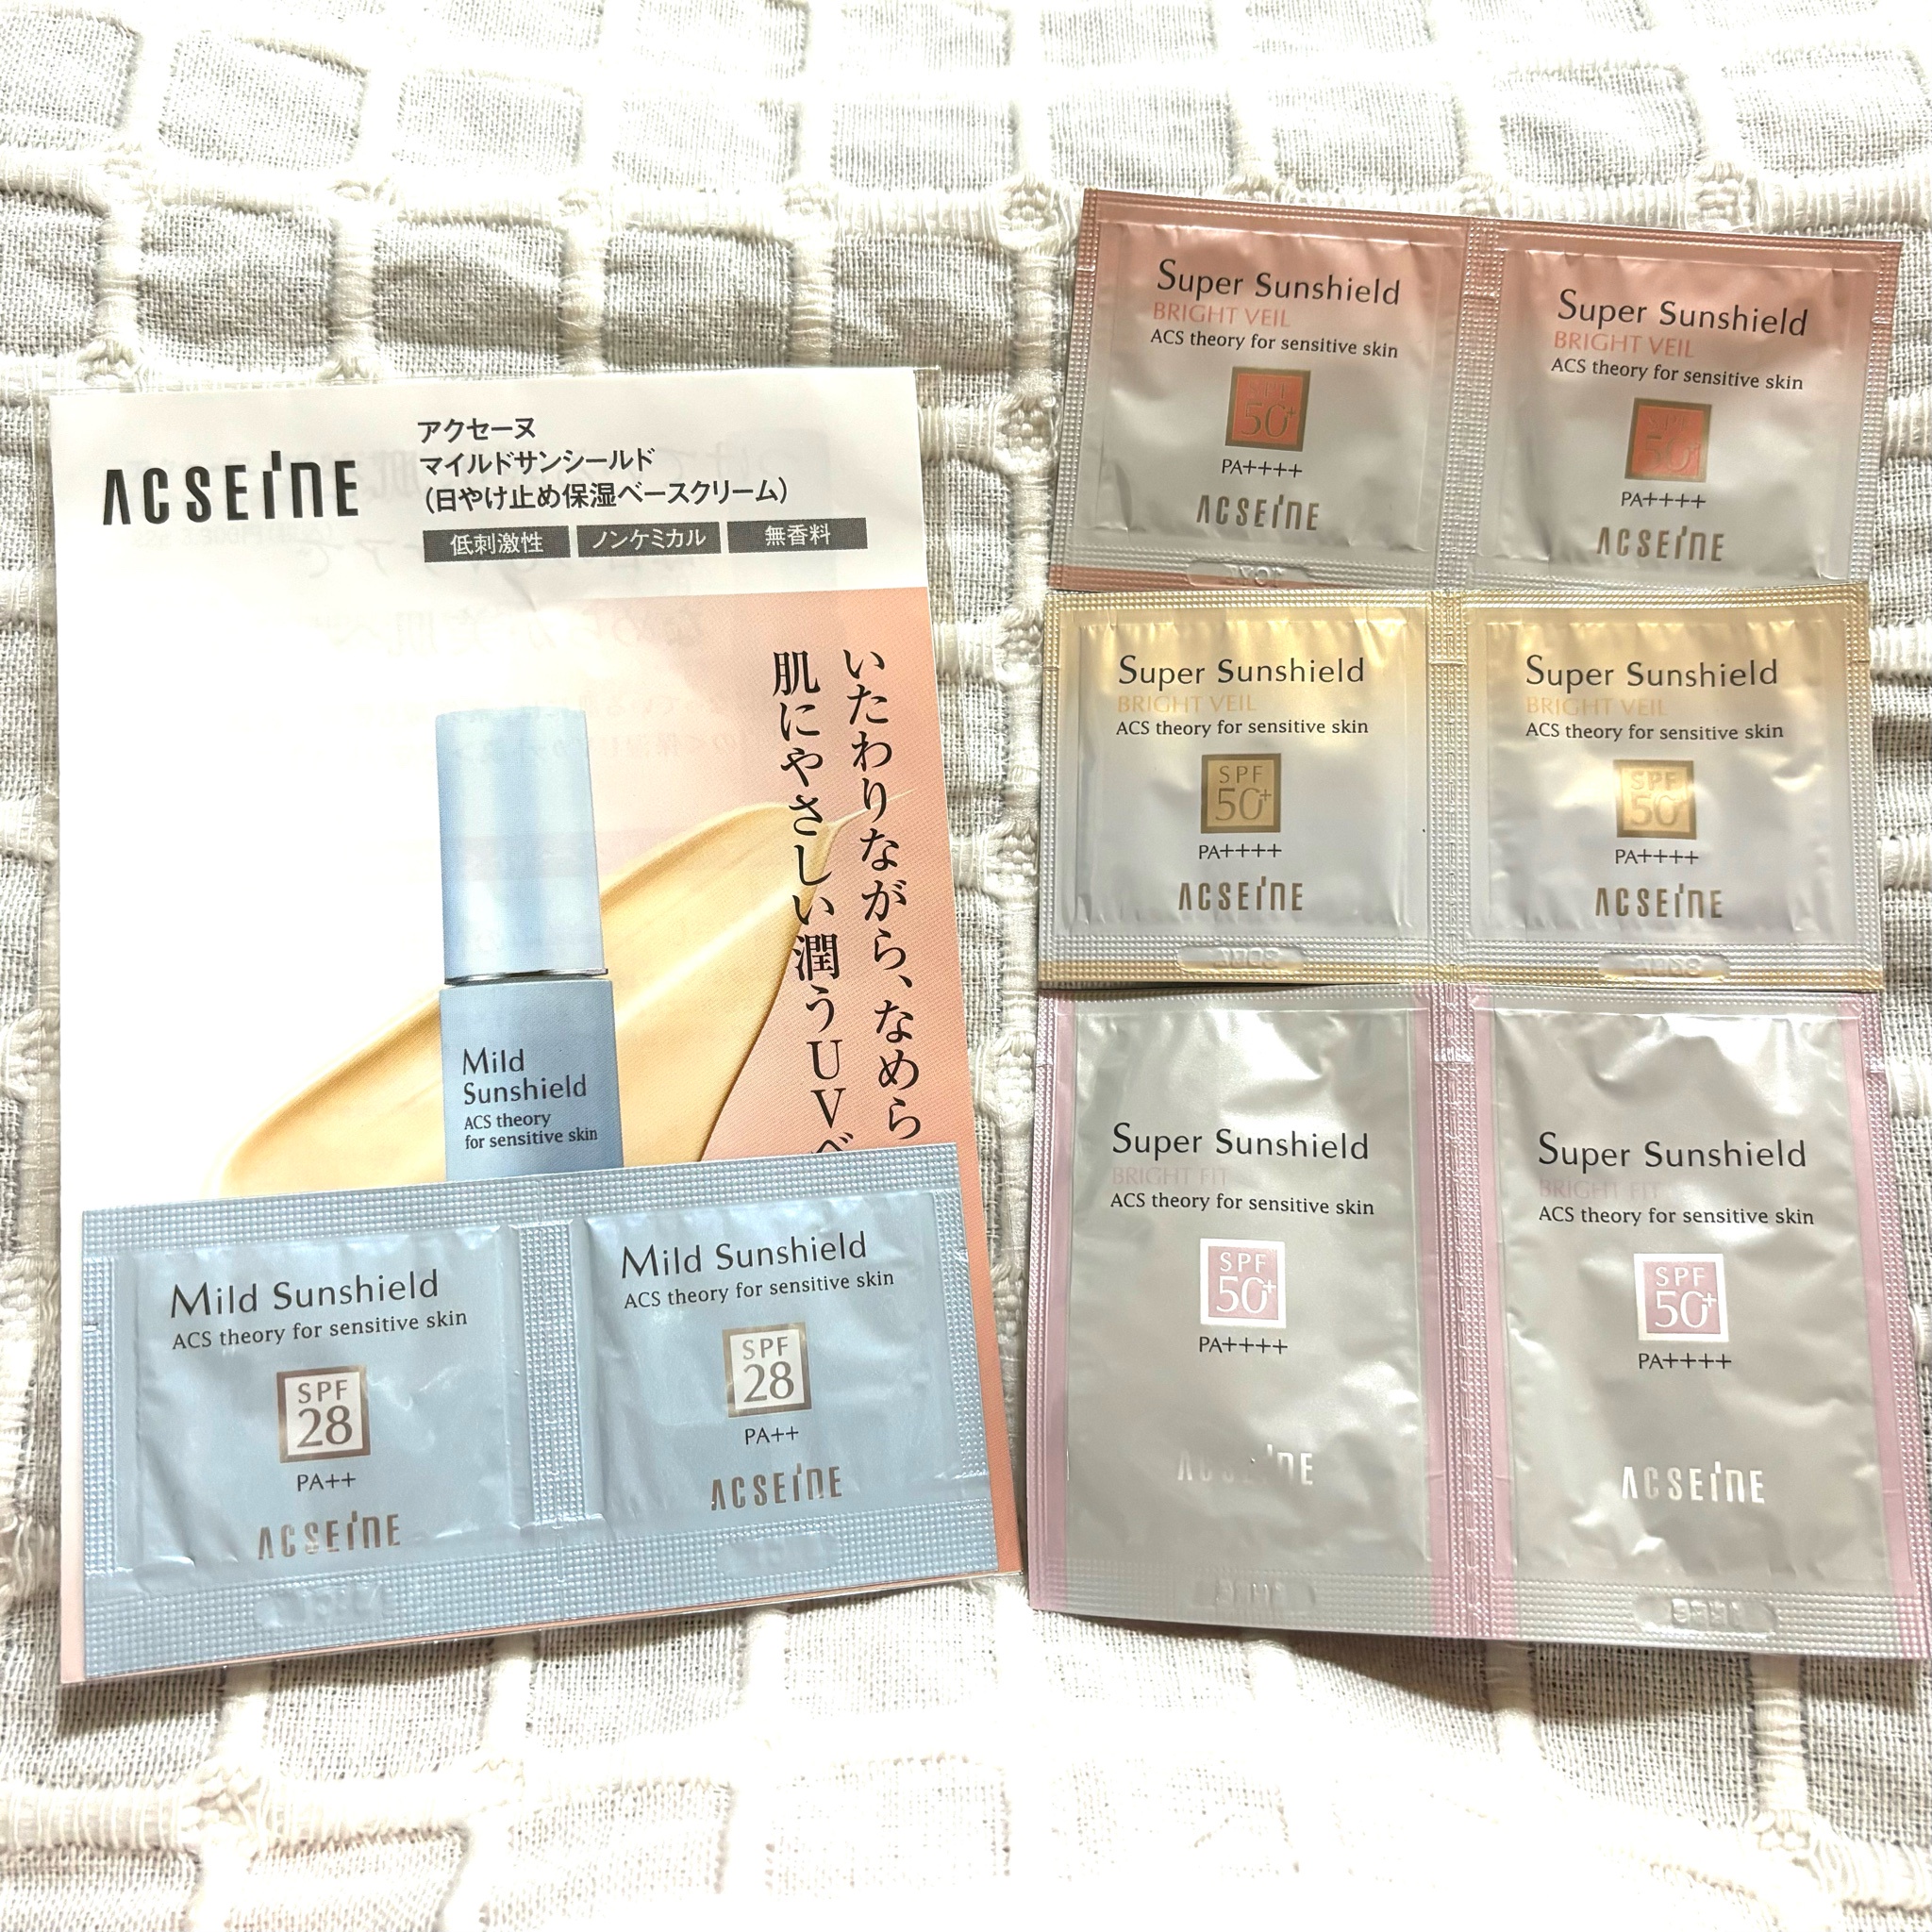 ACSEINE
アクセーヌ
マイルドサンシールド
(日やけ止め保湿ベースクリーム)
低刺激性 ノンケミカル 無香料
いたわりながら、なめら
肌にやさしい潤うUVベ
Mild
Sunshield
ACS theory
for sensitive skin
Mild Sunshield
ACS theory for sensitive skin
SPF
28
PA++
ACSEINE
Mild Sunshield
ACS theory for sensitive skin
SPF
28
PA++
ACSEINE
Super Sunshield
BRIGHT VEIL
ACS theory for sensitive skin
SPF
50+
PA++++
ACSEINE
Super Sunshield
BRIGHT VEIL
ACS theory for sensitive skin
SPF
50+
PA++++
ACSEINE
Super Sunshield
BRIGHT VEIL
ACS theory for sensitive skin
SPF
50+
PA++++
ACSEINE
Super Sunshield
BRIGHT VEIL
ACS theory for sensitive skin
SPF
50+
PA++++
ACSEINE
Super Sunshield
BRIGHT FIT
ACS theory for sensitive skin
SPF
50+
PA++++
ACSEINE
Super Sunshield
BRIGHT FIT
ACS theory for sensitive skin
SPF
50+
PA++++
ACSEINE